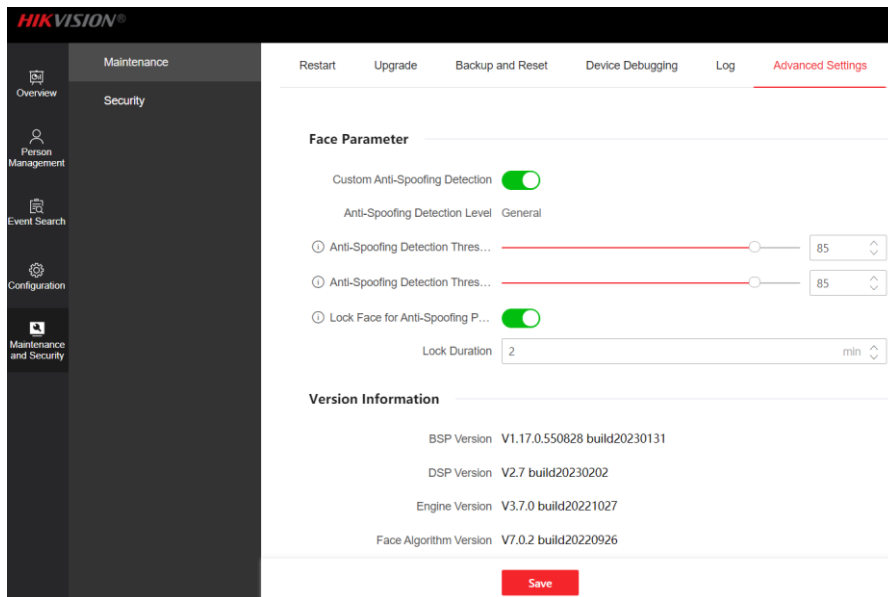 HIKVISION®
Overview
Person
Management
Event Search
Configuration
Maintenance
and Security
Maintenance
Security
Restart Upgrade Backup and Reset Device Debugging Log Advanced Settings
Face Parameter
Custom Anti-Spoofing Detection
Anti-Spoofing Detection Level General
Anti-Spoofing Detection Thres... 85
Anti-Spoofing Detection Thres... 85
Lock Face for Anti-Spoofing P...
Lock Duration 2 min
Version Information
BSP Version V1.17.0.550828 build20230131
DSP Version V2.7 build20230202
Engine Version V3.7.0 build20221027
Face Algorithm Version V7.0.2 build20220926
Save